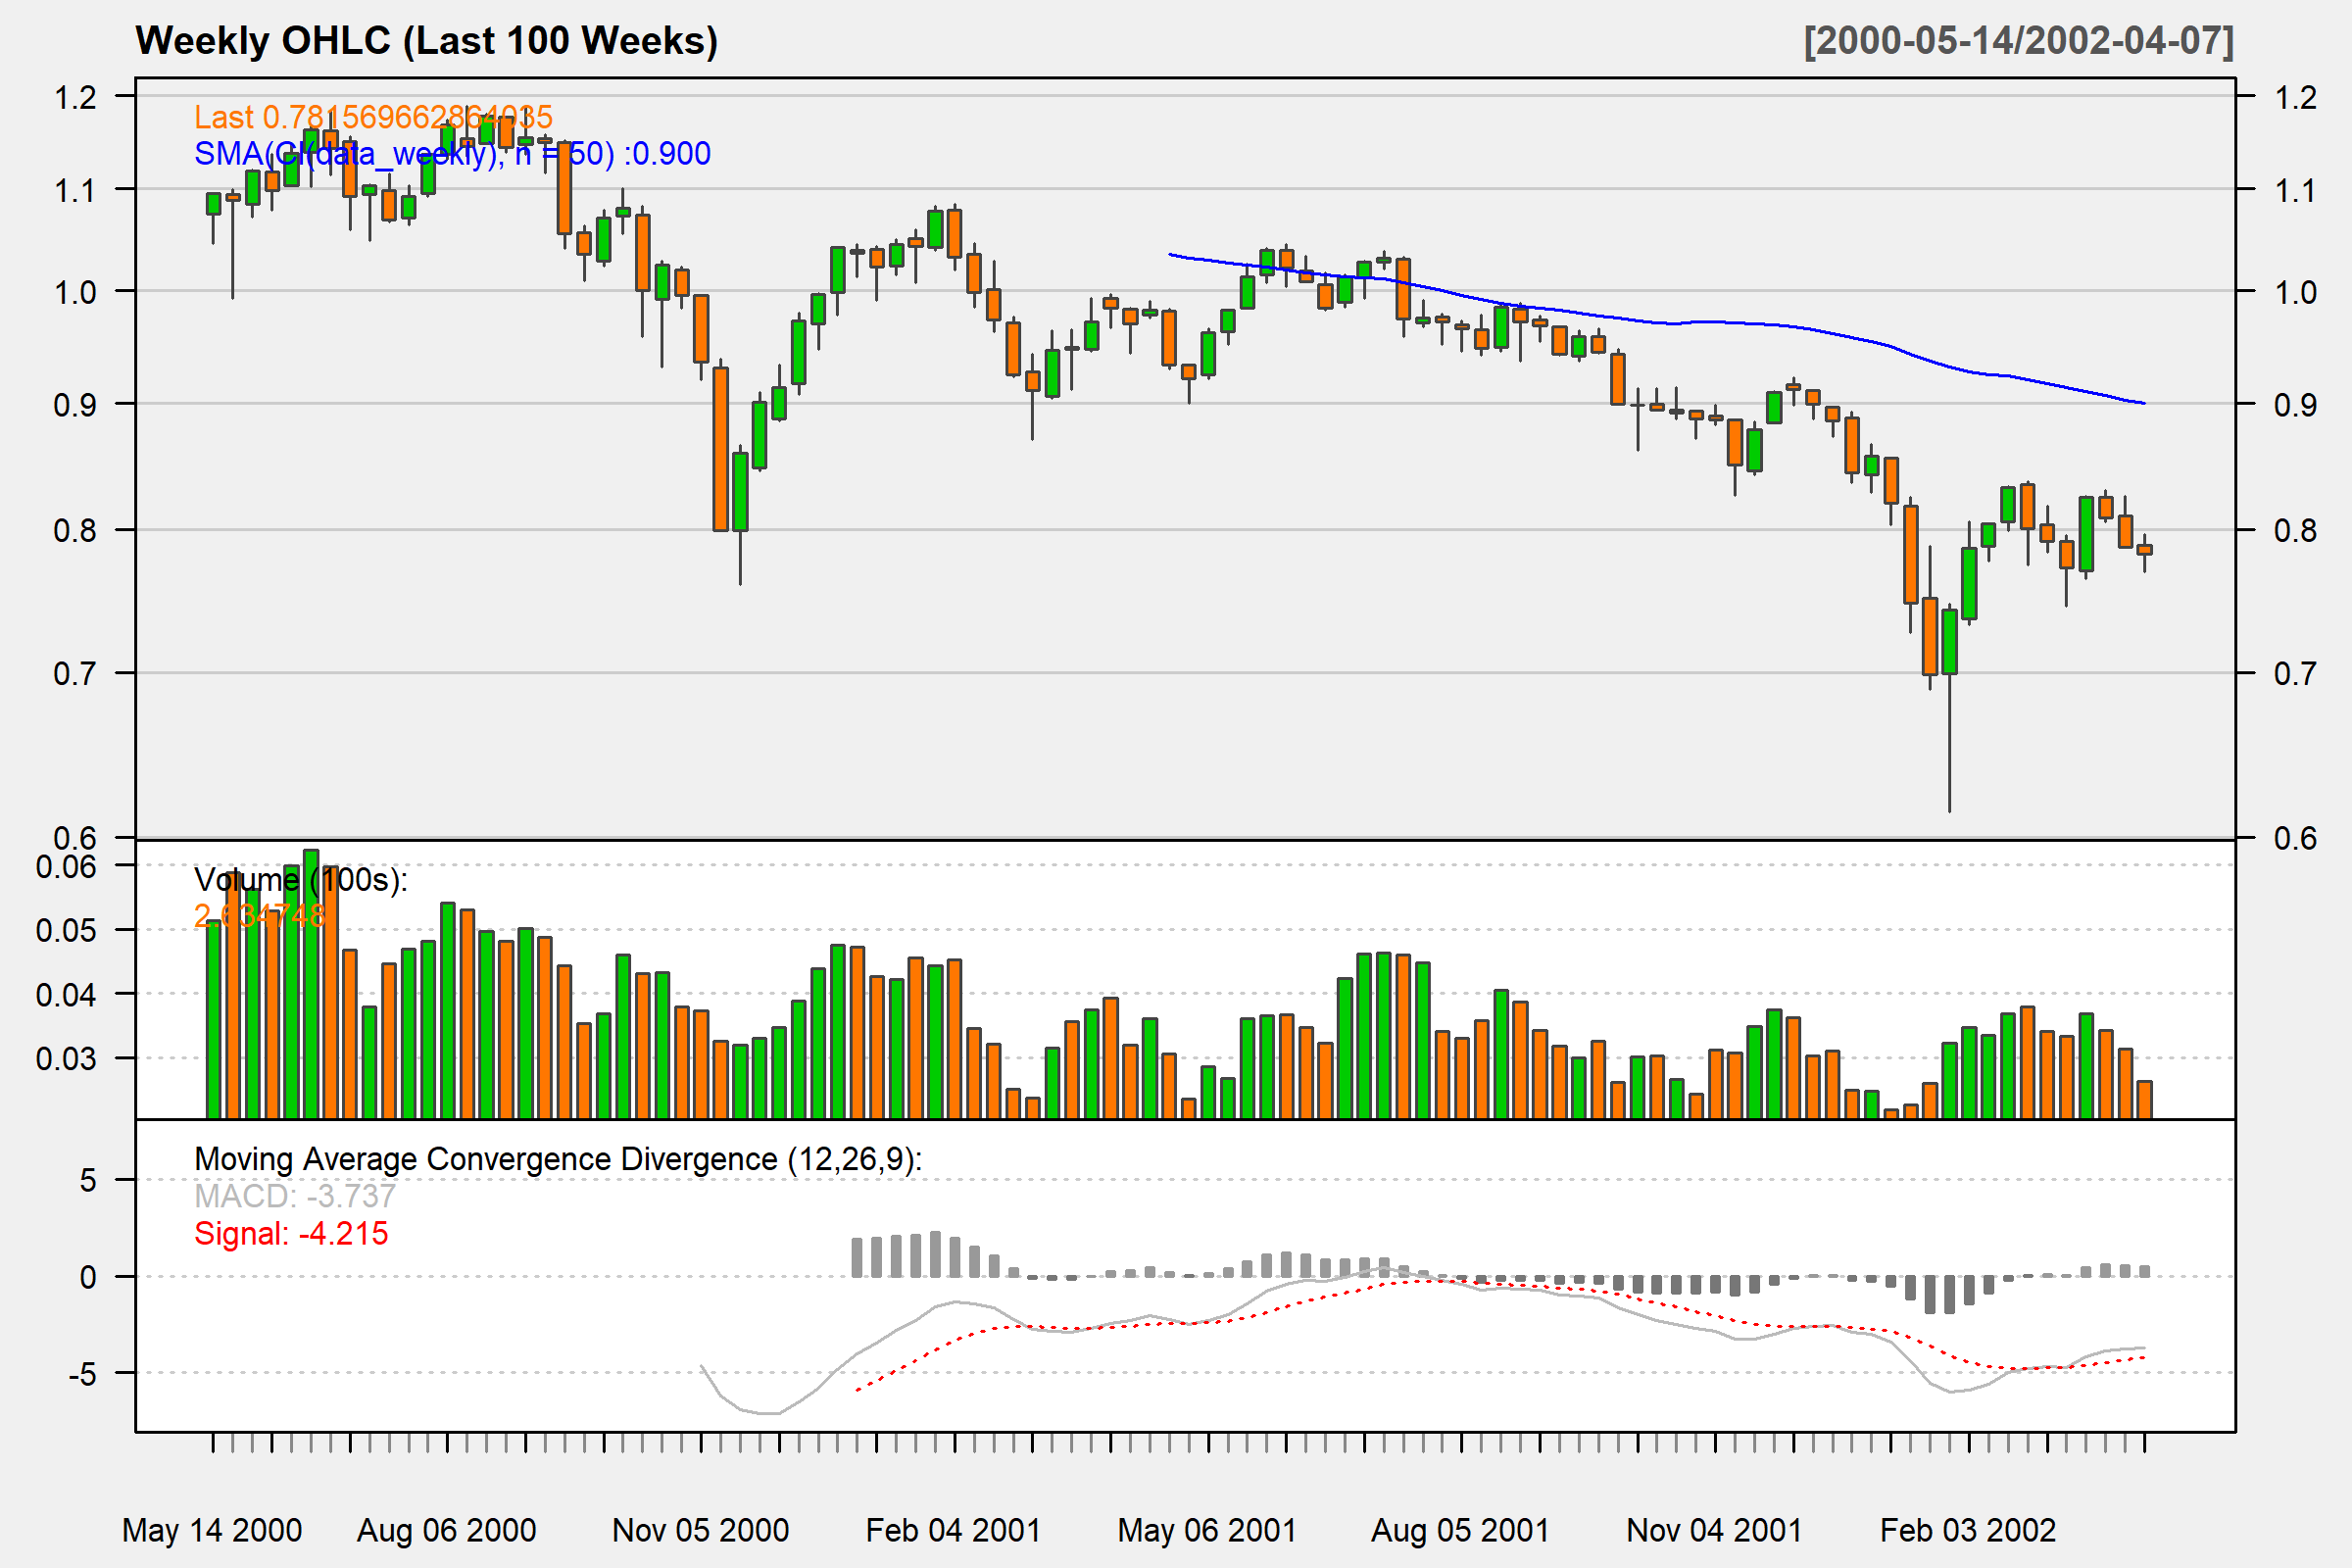 Weekly OHLC (Last 100 Weeks) [2000-05-14/2002-04-07]
1.2 1.2
Last 0.781569662864035
SMA(Cl(data_weekly), n = 50) :0.900
1.1 1.1
1.0 1.0
0.9 0.9
0.8 0.8
0.7 0.7
0.6 0.6
0.06
Volume (100s):
2.634748
0.05
0.04
0.03
Moving Average Convergence Divergence (12,26,9):
5
MACD: -3.737
Signal: -4.215
0
-5
May 14 2000 Aug 06 2000 Nov 05 2000 Feb 04 2001 May 06 2001 Aug 05 2001 Nov 04 2001 Feb 03 2002